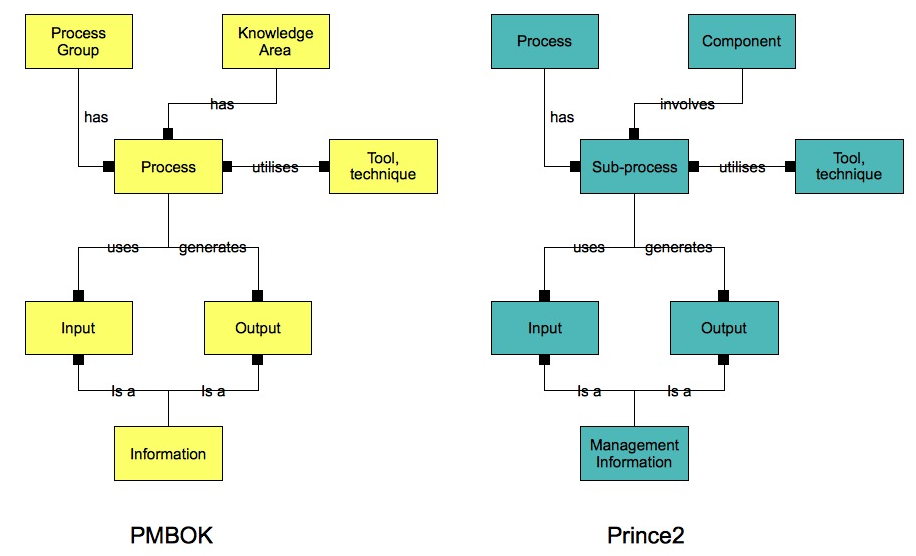 Process
Group
Knowledge
Area
has
has
Process
utilises
Tool,
technique
uses
generates
Input
Output
Is a
Is a
Information
PMBOK
Process
Component
has
involves
Sub-process
utilises
Tool,
technique
uses
generates
Input
Output
Is a
Is a
Management
Information
Prince2